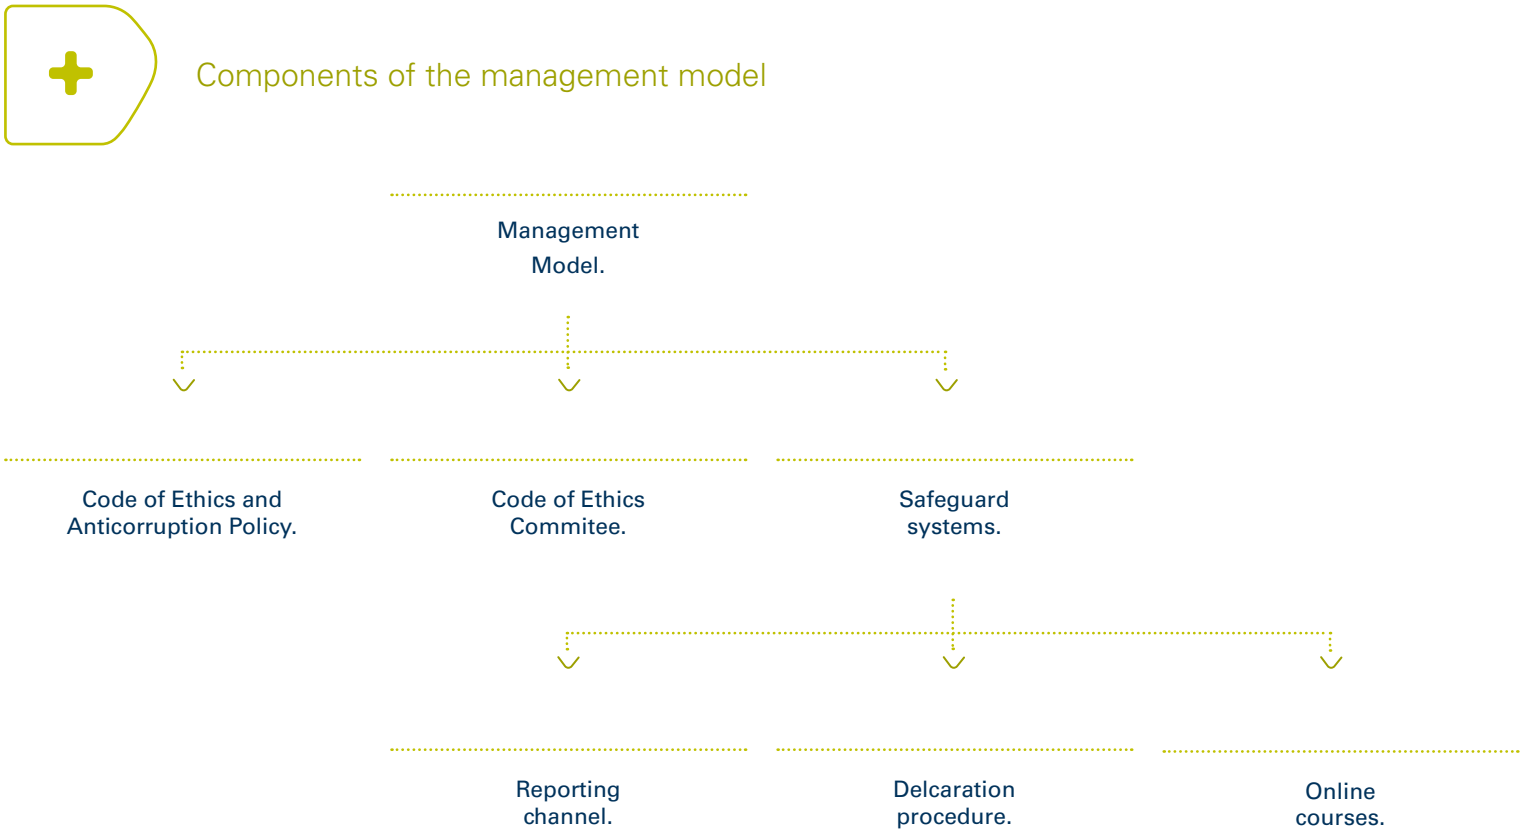 Components of the management model
Management
Model.
Code of Ethics and
Anticorruption Policy.
Code of Ethics
Commitee.
Safeguard
systems.
Reporting
channel.
Delcaration
procedure.
Online
courses.